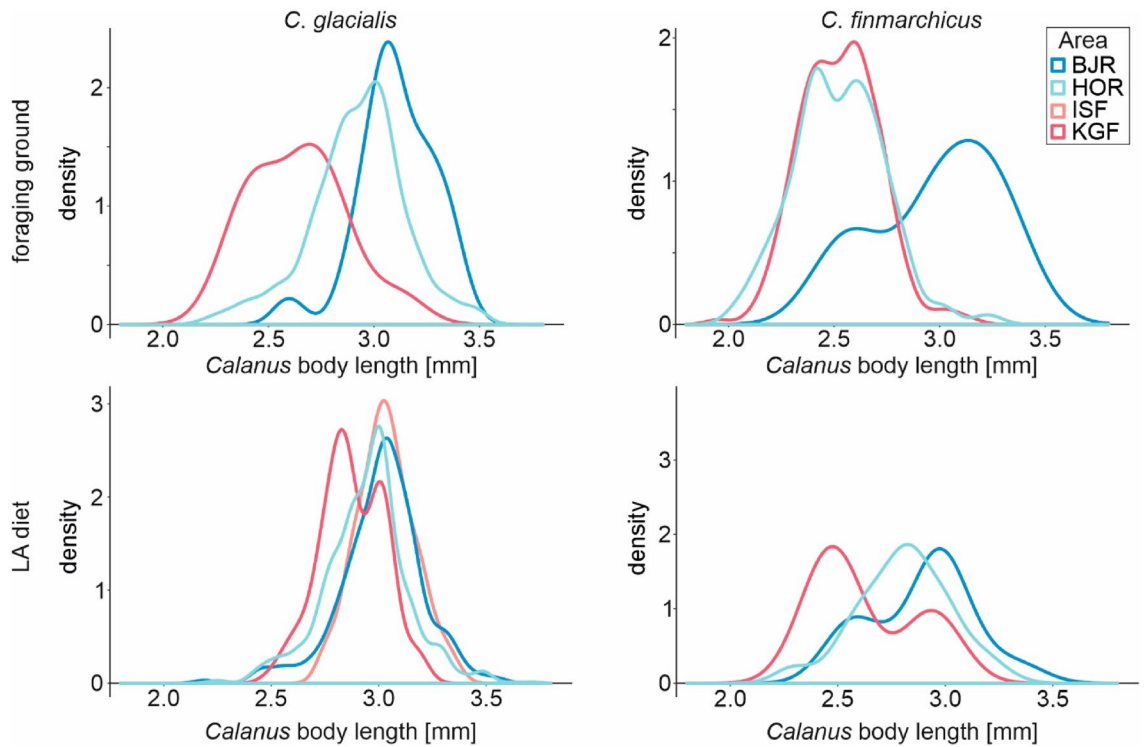 C. glacialis
C. finmarchicus
Area
BJR
HOR
ISF
KGF
foraging ground
density
2
1
0
2.0 2.5 3.0 3.5
Calanus body length [mm]
density
2
1
0
2.0 2.5 3.0 3.5
Calanus body length [mm]
LA diet
density
3
2
1
0
2.0 2.5 3.0 3.5
Calanus body length [mm]
density
3
2
1
0
2.0 2.5 3.0 3.5
Calanus body length [mm]